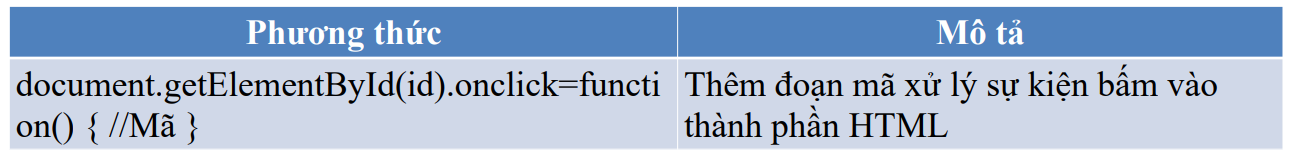 Phương thức
Mô tả
document.getElementById(id).onclick=functi
on() { //Mã }
Thêm đoạn mã xử lý sự kiện bấm vào
thành phần HTML